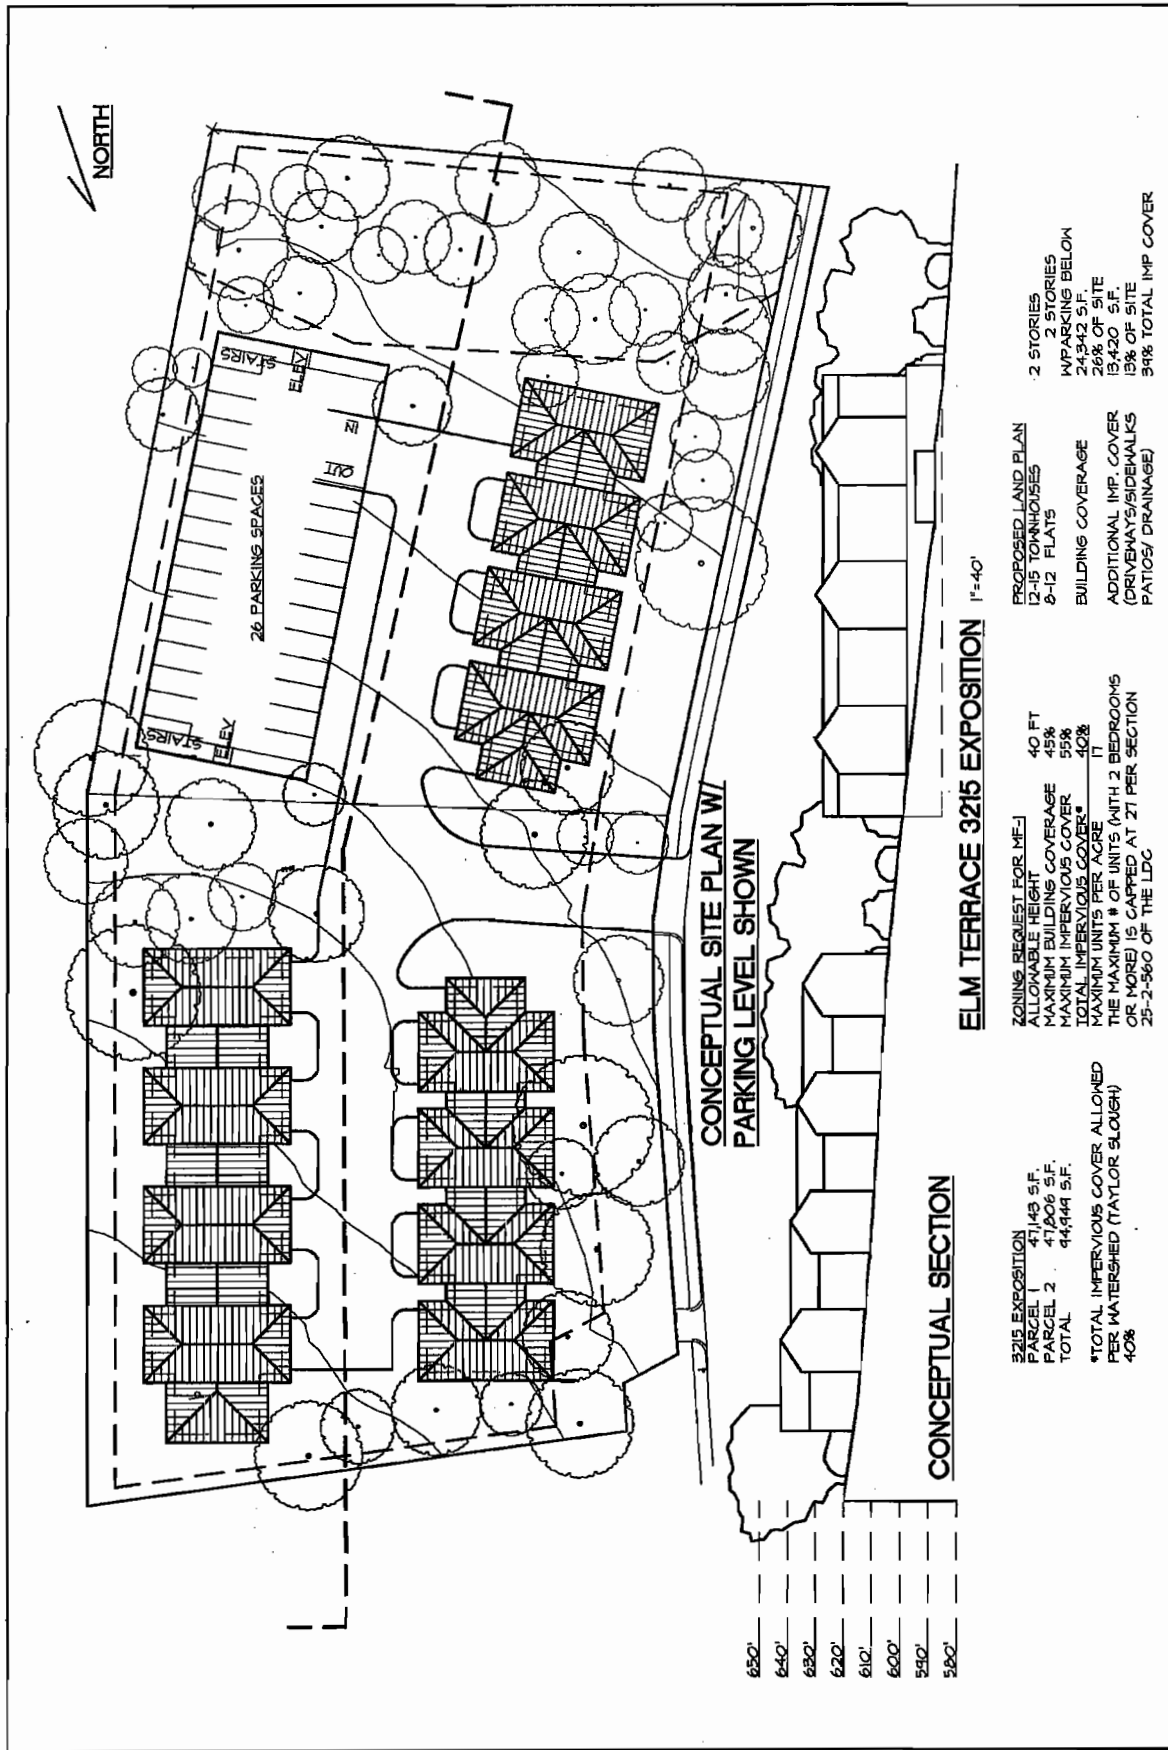 NORTH
STAIRS
ELEV
IN
OUT
26 PARKING SPACES
STAIRS
ELEV
CONCEPTUAL SITE PLAN W/
PARKING LEVEL SHOWN
650'
640'
630'
620'
610'
600'
590'
580'
CONCEPTUAL SECTION
ELM TERRACE 3215 EXPOSITION 1"=40'
3215 EXPOSITION
PARCEL 1 47,143 S.F.
PARCEL 2 47,806 S.F.
TOTAL 94,949 S.F.
*TOTAL IMPERVIOUS COVER ALLOWED
PER WATERSHED (TAYLOR SLOUGH)
40%
ZONING REQUEST FOR MF-1
ALLOWABLE HEIGHT 40 FT
MAXIMUM BUILDING COVERAGE 45%
MAXIMUM IMPERVIOUS COVER 55%
TOTAL IMPERVIOUS COVER* 40%
MAXIMUM UNITS PER ACRE 17
THE MAXIMUM # OF UNITS (WITH 2 BEDROOMS
OR MORE) IS CAPPED AT 27 PER SECTION
25-2-560 OF THE LDC
PROPOSED LAND PLAN
12-15 TOWNHOUSES 2 STORIES
8-12 FLATS 2 STORIES
W/PARKING BELOW
BUILDING COVERAGE 24,342 S.F.
26% OF SITE
ADDITIONAL IMP. COVER 13,420 S.F.
(DRIVEWAYS/SIDEWALKS 13% OF SITE
PATIOS/ DRAINAGE) 39% TOTAL IMP COVER